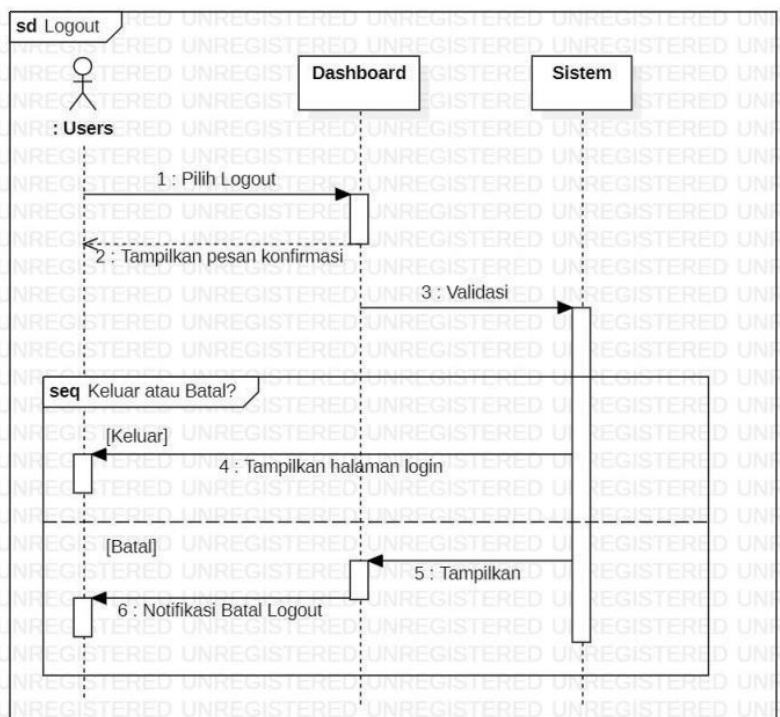 sd Logout
Dashboard
Sistem
: Users
1 : Pilih Logout
2 : Tampilkan pesan konfirmasi
3 : Validasi
seq Keluar atau Batal?
[Keluar]
4 : Tampilkan halaman login
[Batal]
5 : Tampilkan
6 : Notifikasi Batal Logout
UNREGISTERED